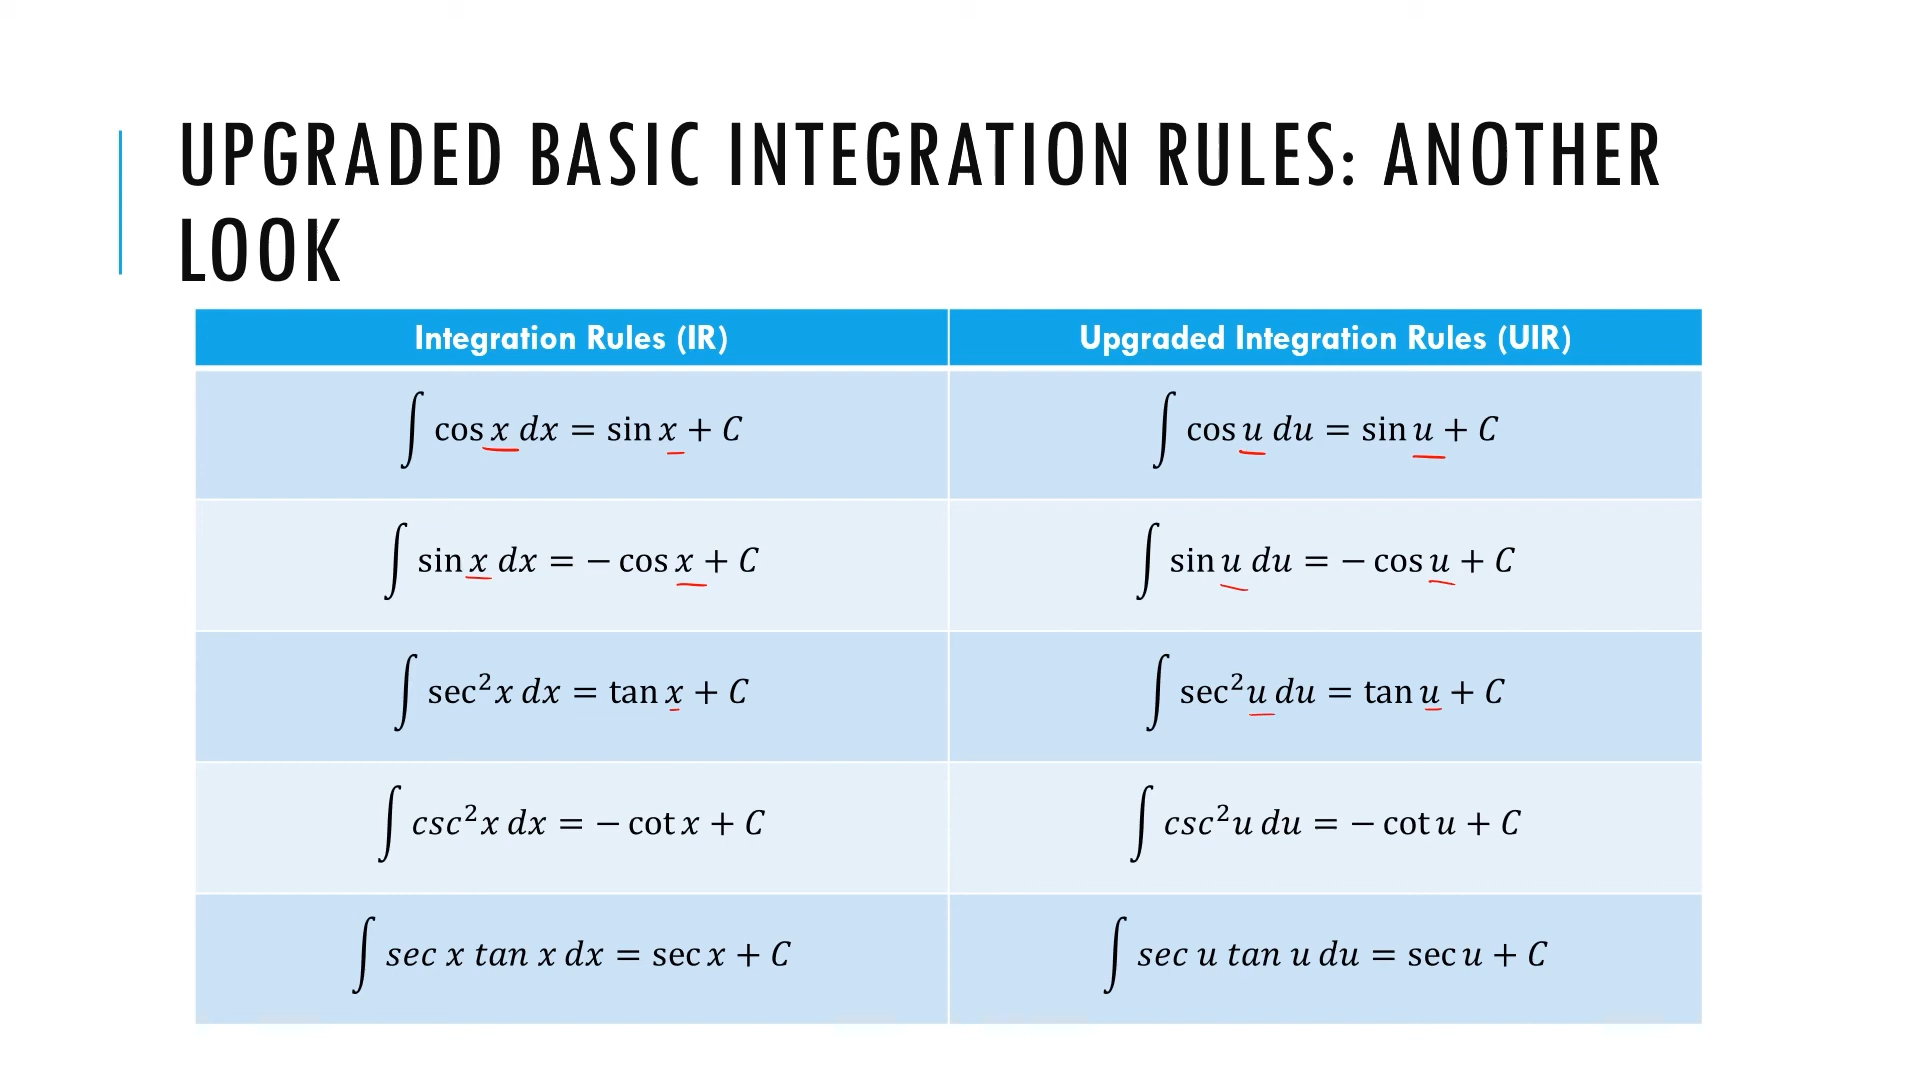 UPGRADED BASIC INTEGRATION RULES: ANOTHER
LOOK
Integration Rules (IR) Upgraded Integration Rules (UIR)
∫ cos x dx = sin x + C ∫ cos u du = sin u + C
∫ sin x dx = − cos x + C ∫ sin u du = − cos u + C
∫ sec²x dx = tan x + C ∫ sec²u du = tan u + C
∫ csc²x dx = − cot x + C ∫ csc²u du = − cot u + C
∫ sec x tan x dx = sec x + C ∫ sec u tan u du = sec u + C